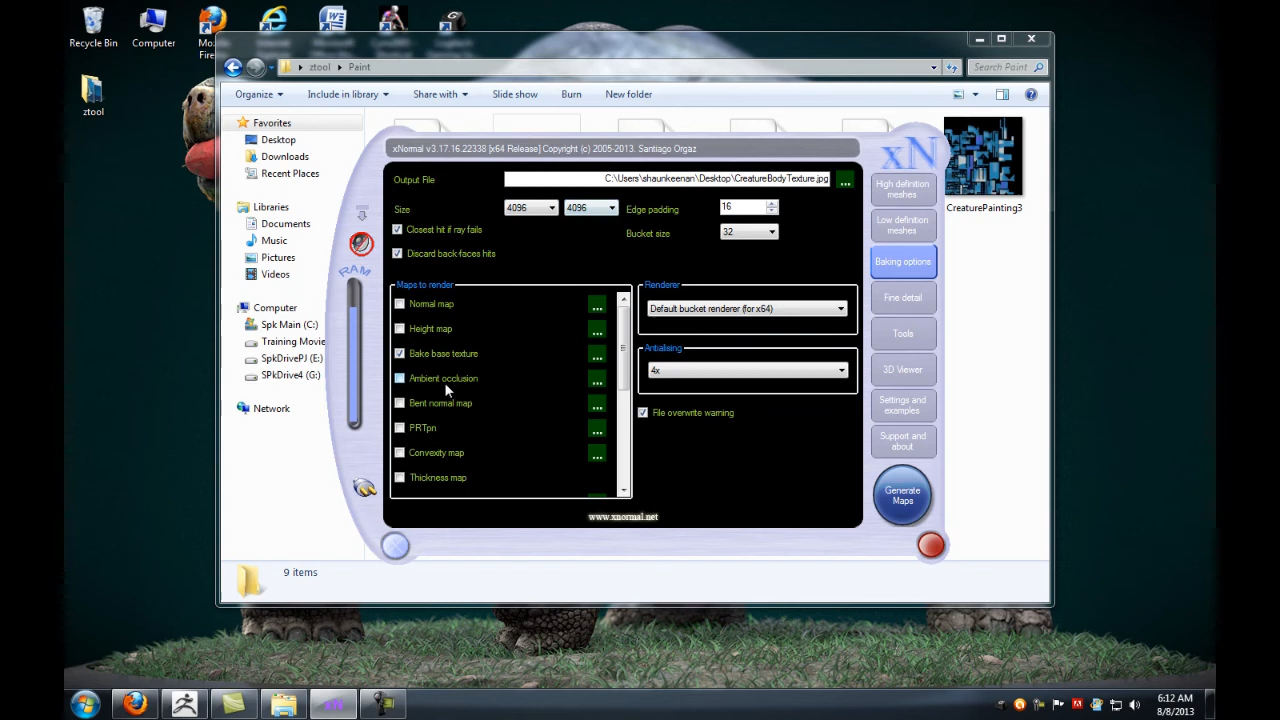 Recycle Bin
Computer
Mo
Fire
ztool
ztool
Paint
Search Paint
Organize
Include in library
Share with
Slide show
Burn
New folder
Favorites
Desktop
Downloads
Recent Places
Libraries
Documents
Music
Pictures
Videos
Computer
Spk Main (C:)
Training Movie
SpkDrivePJ (E:)
SPkDrive4 (G:)
Network
CreaturePainting3
9 items
xNormal v3.17.16.22338 [x64 Release] Copyright (c) 2005-2013. Santiago Orgaz
xN
RAM
Output File
C:\Users\shaunkeenan\Desktop\CreatureBodyTexture.jpg
...
Size
4096
4096
Edge padding
16
Closest hit if ray fails
Bucket size
32
Discard back-faces hits
Maps to render
Normal map
...
Height map
...
Bake base texture
...
Ambient occlusion
...
Bent normal map
...
PRTpn
...
Convexity map
...
Thickness map
Renderer
Default bucket renderer (for x64)
Antialising
4x
File overwrite warning
www.xnormal.net
High definition
meshes
Low definition
meshes
Baking options
Fine detail
Tools
3D Viewer
Settings and
examples
Support and
about
Generate
Maps
xN
6:12 AM
8/8/2013